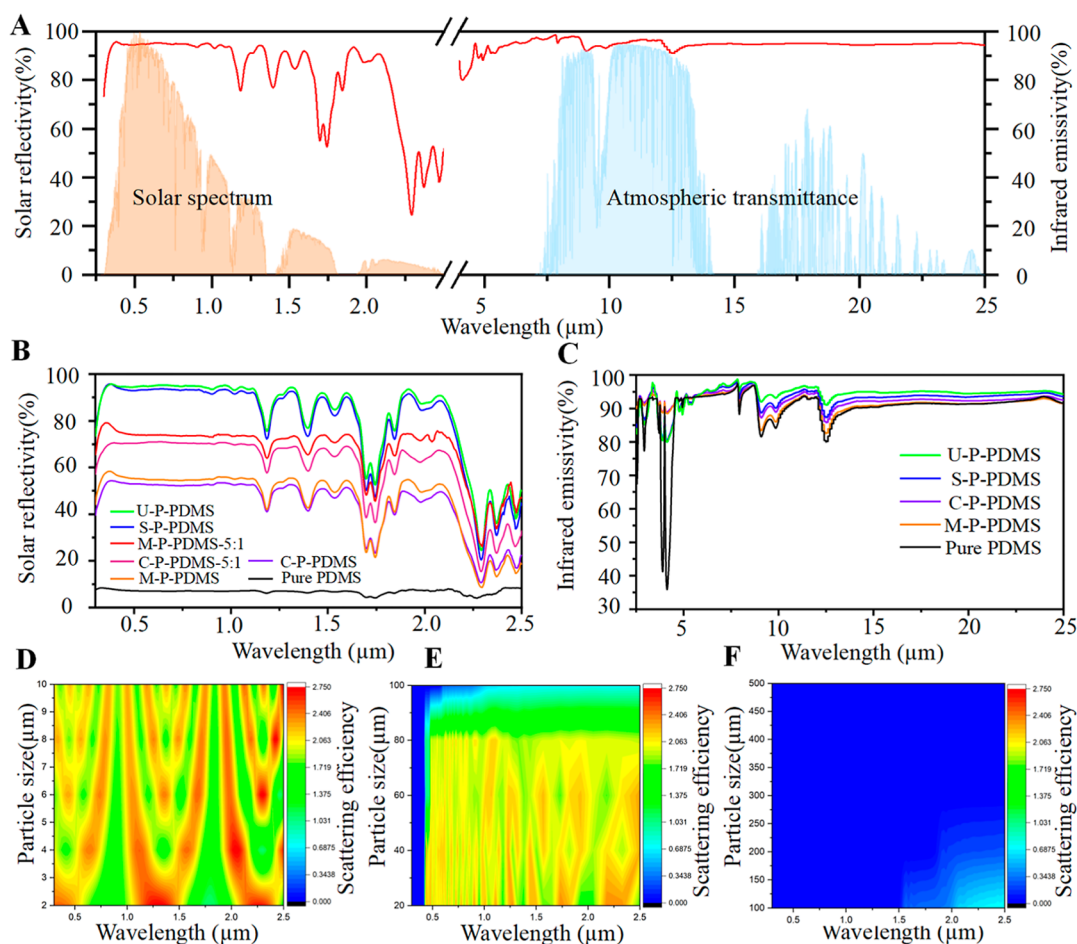 A
Solar reflectivity(%)
100
80
60
40
20
0
Solar spectrum
Atmospheric transmittance
100
80
60
40
20
0
Infrared emissivity(%)
0.5 1.0 1.5 2.0 5 10 15 20 25
Wavelength (µm)
B
Solar reflectivity(%)
100
80
60
40
20
0
U-P-PDMS
S-P-PDMS
M-P-PDMS-5:1
C-P-PDMS-5:1 C-P-PDMS
M-P-PDMS Pure PDMS
0.5 1.0 1.5 2.0 2.5
Wavelength (µm)
C
Infrared emissivity(%)
100
90
80
70
60
50
40
30
U-P-PDMS
S-P-PDMS
C-P-PDMS
M-P-PDMS
Pure PDMS
5 10 15 20 25
Wavelength (µm)
D
Particle size(µm)
10
9
8
7
6
5
4
3
2
0.5 1.0 1.5 2.0 2.5
Wavelength (µm)
2.750
2.406
2.063
1.719
1.375
1.031
0.6875
0.3438
0.000
Scattering efficiency
E
Particle size(µm)
100
80
60
40
20
0.5 1.0 1.5 2.0 2.5
Wavelength (µm)
2.750
2.406
2.063
1.719
1.375
1.031
0.6875
0.3438
0.000
Scattering efficiency
F
Particle size(µm)
500
450
400
350
300
250
200
150
100
0.5 1.0 1.5 2.0 2.5
Wavelength (µm)
2.750
2.406
2.063
1.719
1.375
1.031
0.6875
0.3438
0.000
Scattering efficiency